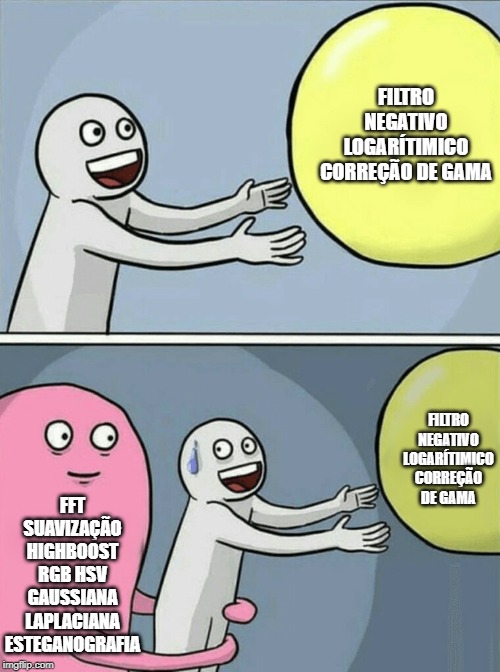 FILTRO
NEGATIVO
LOGARÍTIMICO
CORREÇÃO DE GAMA
FILTRO
NEGATIVO
LOGARÍTIMICO
CORREÇÃO
DE GAMA
FFT
SUAVIZAÇÃO
HIGHBOOST
RGB HSV
GAUSSIANA
LAPLACIANA
ESTEGANOGRAFIA
imgflip.com